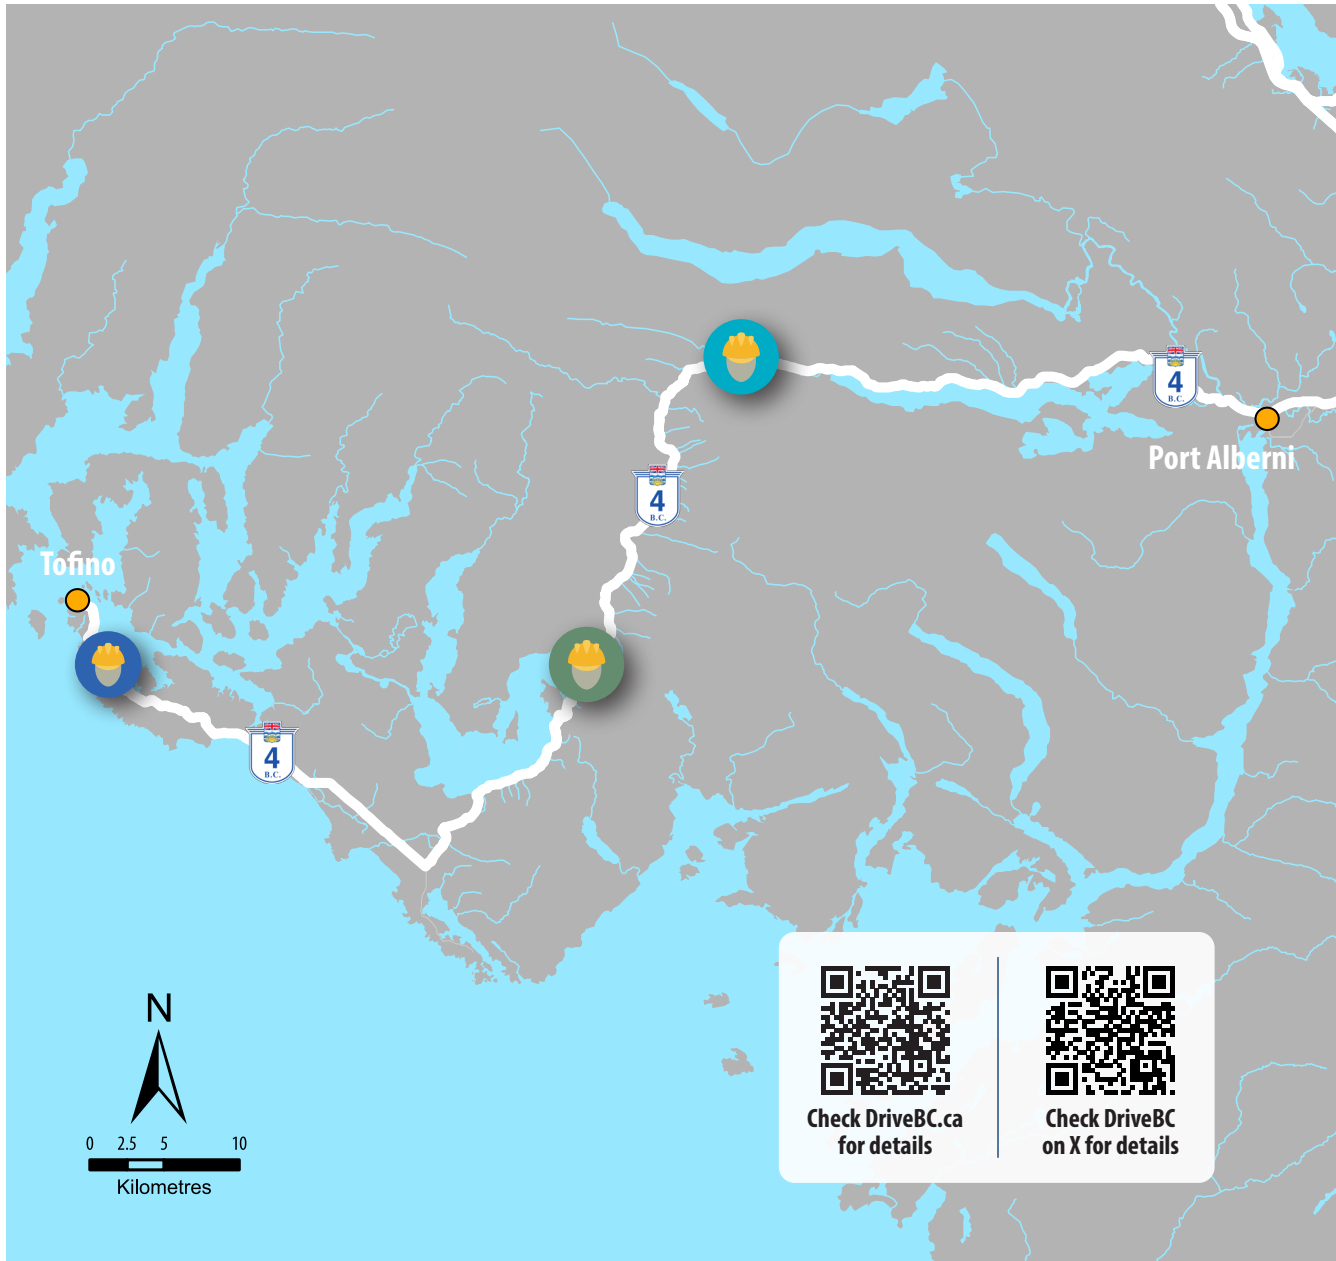 4
B.C.
Port Alberni
4
B.C.
Tofino
4
B.C.
N
0 2.5 5 10
Kilometres
Check DriveBC.ca
for details
Check DriveBC
on X for details